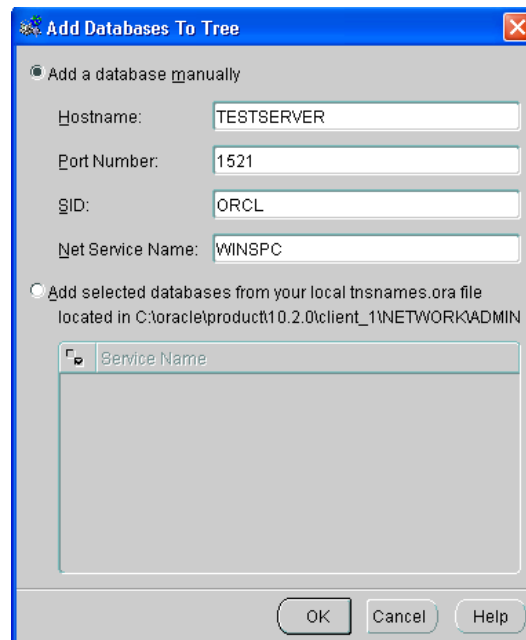 Add Databases To Tree
Add a database manually
Hostname: TESTSERVER
Port Number: 1521
SID: ORCL
Net Service Name: WINSPC
Add selected databases from your local tnsnames.ora file
located in C:\oracle\product\10.2.0\client_1\NETWORK\ADMIN
Service Name
OK Cancel Help